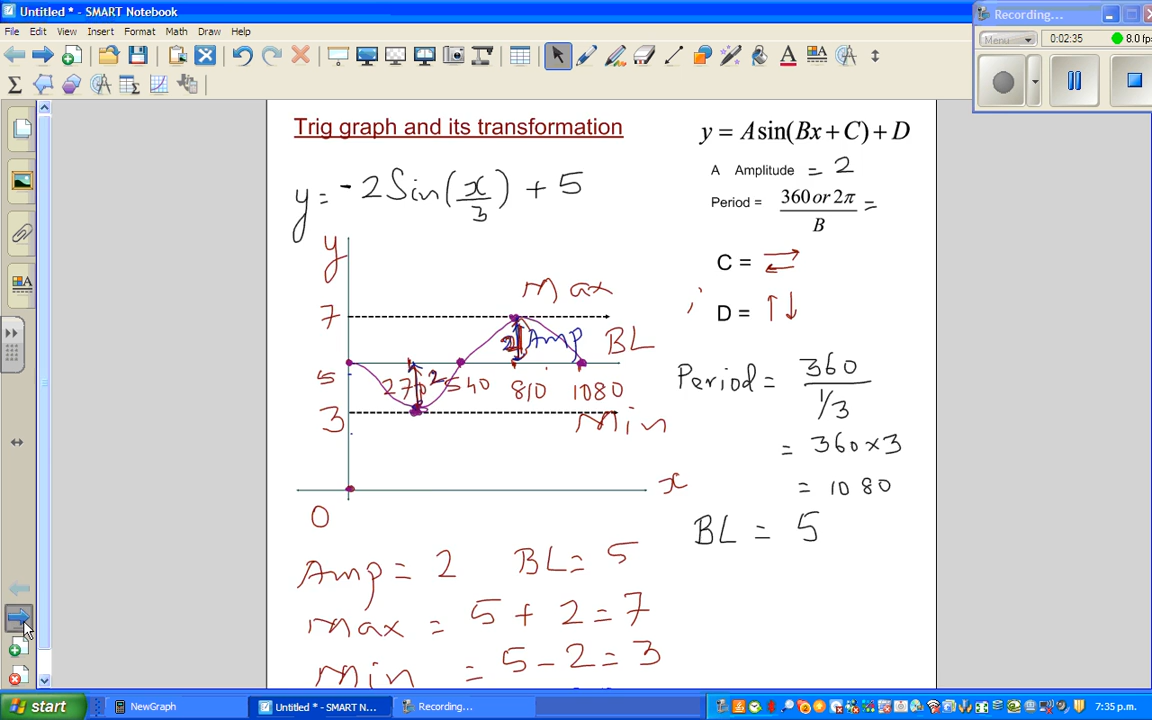 Untitled * - SMART Notebook
File Edit View Insert Format Math Draw Help
Recording...
Menu
0:02:35
8.0 fp
Trig graph and its transformation
y = -2 Sin(x/3) + 5
y = A sin(Bx + C) + D
A Amplitude = 2
Period = 360 or 2π / B =
C =
D =
y
7
5
3
0
x
Max
2
Amp
BL
270
2
540
810
1080
Min
Period = 360 / 1/3
= 360 x 3
= 1080
BL = 5
Amp = 2 BL = 5
Max = 5 + 2 = 7
Min = 5 - 2 = 3
start
NewGraph
Untitled * - SMART N...
Recording...
7:35 p.m.